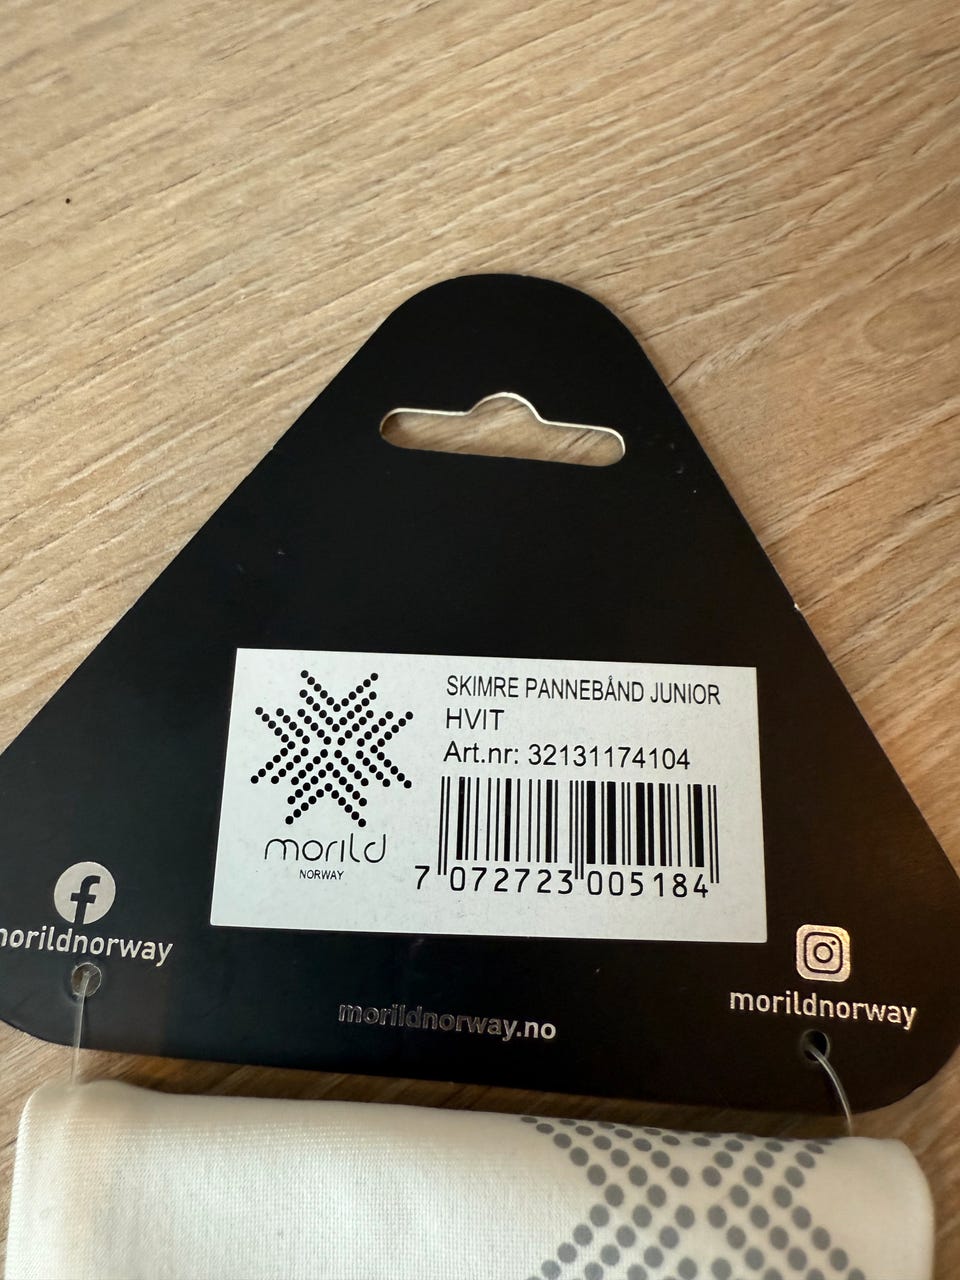 SKIMRE PANNEBÅND JUNIOR
HVIT
Art.nr: 32131174104
morild
NORWAY
7 072723 005184
morildnorway
morildnorway
morildnorway.no